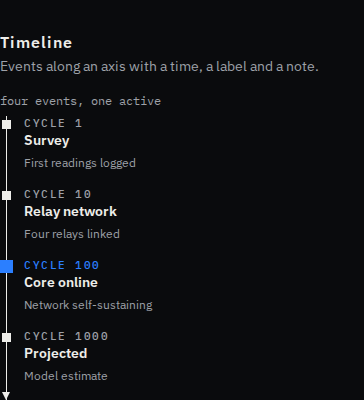 Timeline
Events along an axis with a time, a label and a note.
four events, one active
CYCLE 1
Survey
First readings logged
CYCLE 10
Relay network
Four relays linked
CYCLE 100
Core online
Network self-sustaining
CYCLE 1000
Projected
Model estimate